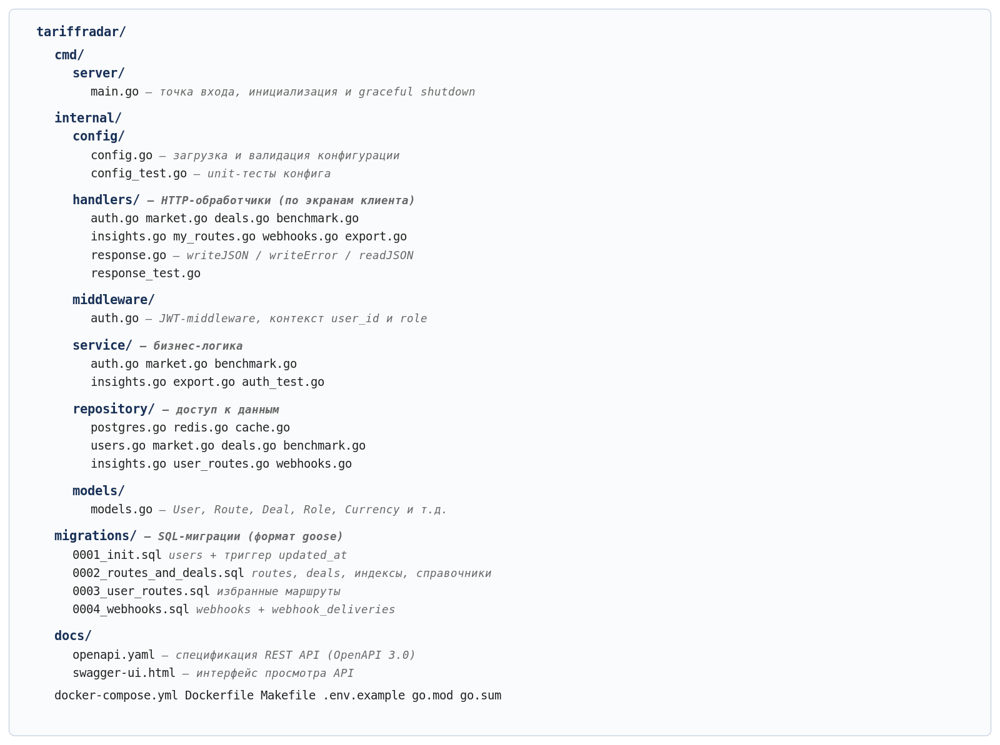 tariffradar/
cmd/
server/
main.go — точка входа, инициализация и graceful shutdown
internal/
config/
config.go — загрузка и валидация конфигурации
config_test.go — unit-тесты конфига
handlers/ — HTTP-обработчики (по экранам клиента)
auth.go market.go deals.go benchmark.go
insights.go my_routes.go webhooks.go export.go
response.go — writeJSON / writeError / readJSON
response_test.go
middleware/
auth.go — JWT-middleware, контекст user_id и role
service/ — бизнес-логика
auth.go market.go benchmark.go
insights.go export.go auth_test.go
repository/ — доступ к данным
postgres.go redis.go cache.go
users.go market.go deals.go benchmark.go
insights.go user_routes.go webhooks.go
models/
models.go — User, Route, Deal, Role, Currency и т.д.
migrations/ — SQL-миграции (формат goose)
0001_init.sql users + триггер updated_at
0002_routes_and_deals.sql routes, deals, индексы, справочники
0003_user_routes.sql избранные маршруты
0004_webhooks.sql webhooks + webhook_deliveries
docs/
openapi.yaml — спецификация REST API (OpenAPI 3.0)
swagger-ui.html — интерфейс просмотра API
docker-compose.yml Dockerfile Makefile .env.example go.mod go.sum